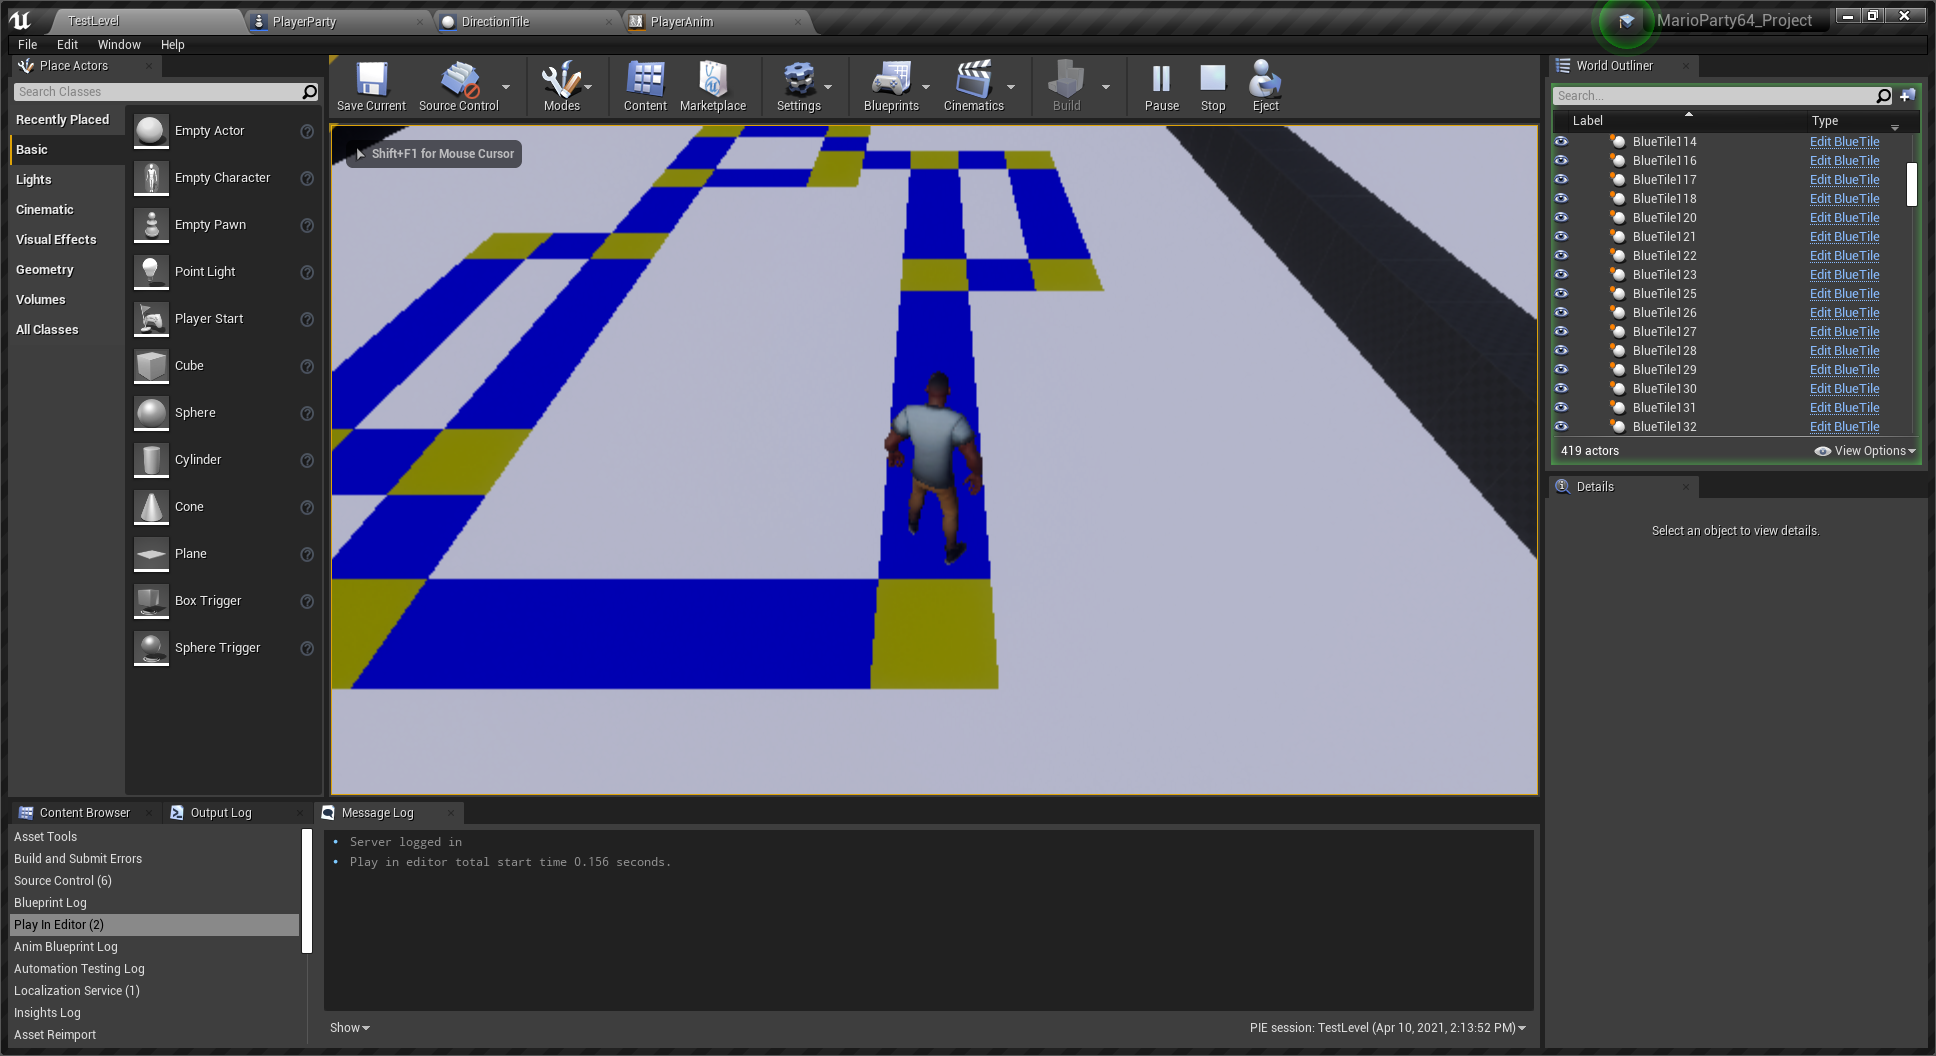 TestLevel
PlayerParty
DirectionTile
PlayerAnim
MarioParty64_Project
File
Edit
Window
Help
Place Actors
Search Classes
Recently Placed
Basic
Lights
Cinematic
Visual Effects
Geometry
Volumes
All Classes
Empty Actor
Empty Character
Empty Pawn
Point Light
Player Start
Cube
Sphere
Cylinder
Cone
Plane
Box Trigger
Sphere Trigger
Save Current
Source Control
Modes
Content
Marketplace
Settings
Blueprints
Cinematics
Build
Pause
Stop
Eject
Shift+F1 for Mouse Cursor
World Outliner
Search...
Label
Type
BlueTile114 Edit BlueTile
BlueTile116 Edit BlueTile
BlueTile117 Edit BlueTile
BlueTile118 Edit BlueTile
BlueTile120 Edit BlueTile
BlueTile121 Edit BlueTile
BlueTile122 Edit BlueTile
BlueTile123 Edit BlueTile
BlueTile125 Edit BlueTile
BlueTile126 Edit BlueTile
BlueTile127 Edit BlueTile
BlueTile128 Edit BlueTile
BlueTile129 Edit BlueTile
BlueTile130 Edit BlueTile
BlueTile131 Edit BlueTile
BlueTile132 Edit BlueTile
419 actors
View Options
Details
Select an object to view details.
Content Browser
Output Log
Message Log
Asset Tools
Build and Submit Errors
Source Control (6)
Blueprint Log
Play In Editor (2)
Anim Blueprint Log
Automation Testing Log
Localization Service (1)
Insights Log
Asset Reimport
• Server logged in
• Play in editor total start time 0.156 seconds.
Show
PIE session: TestLevel (Apr 10, 2021, 2:13:52 PM)